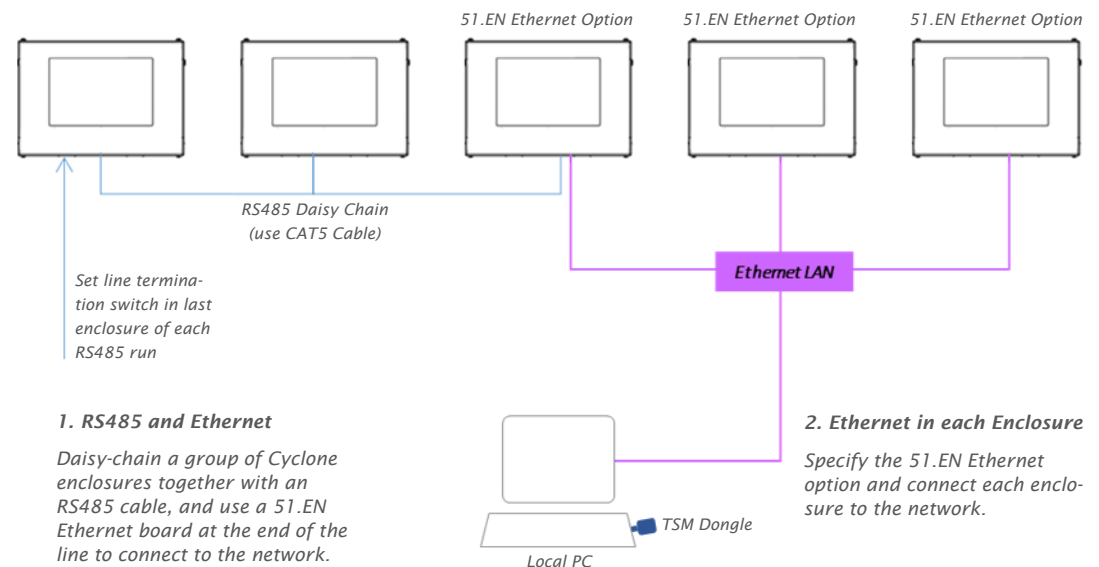 51.EN Ethernet Option
51.EN Ethernet Option
51.EN Ethernet Option
RS485 Daisy Chain
(use CAT5 Cable)
Ethernet LAN
Set line termina-
tion switch in last
enclosure of each
RS485 run
1. RS485 and Ethernet
Daisy-chain a group of Cyclone
enclosures together with an
RS485 cable, and use a 51.EN
Ethernet board at the end of the
line to connect to the network.
2. Ethernet in each Enclosure
Specify the 51.EN Ethernet
option and connect each enclo-
sure to the network.
TSM Dongle
Local PC